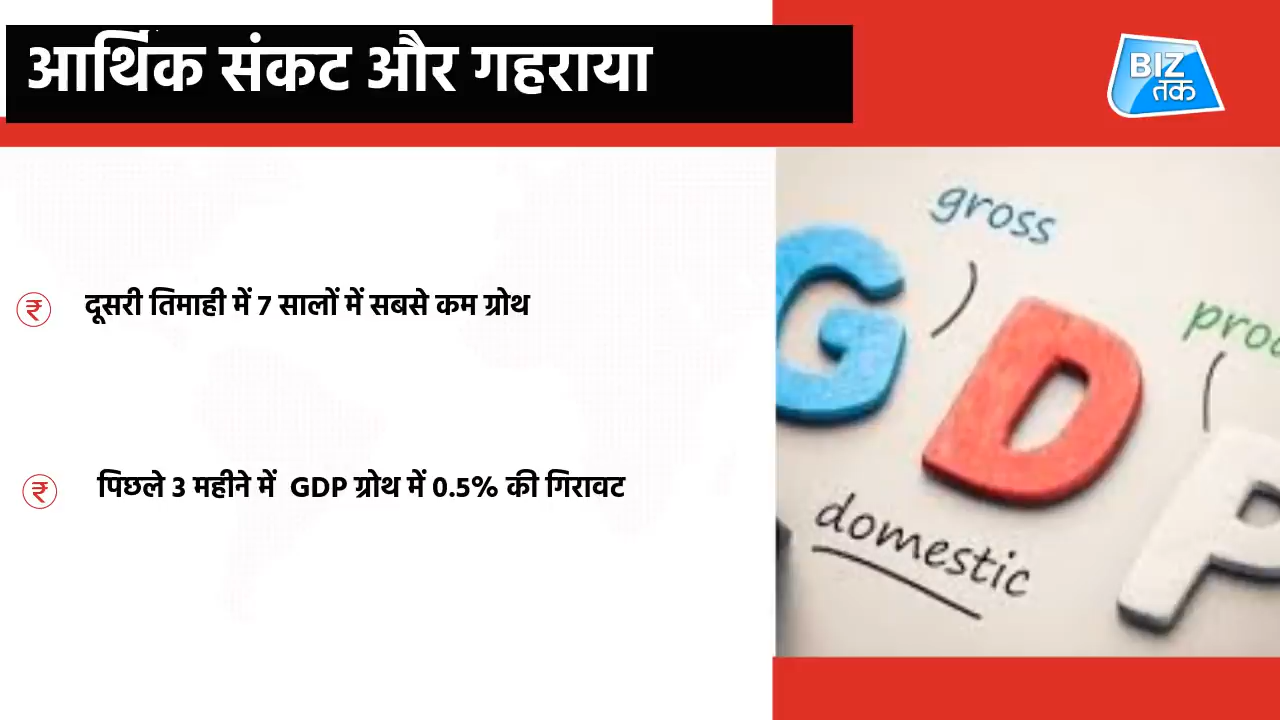 आर्थिक संकट और गहराया
BIZ
तक
दूसरी तिमाही में 7 सालों में सबसे कम ग्रोथ
पिछले 3 महीने में GDP ग्रोथ में 0.5% की गिरावट
gross
G
D
P
domestic